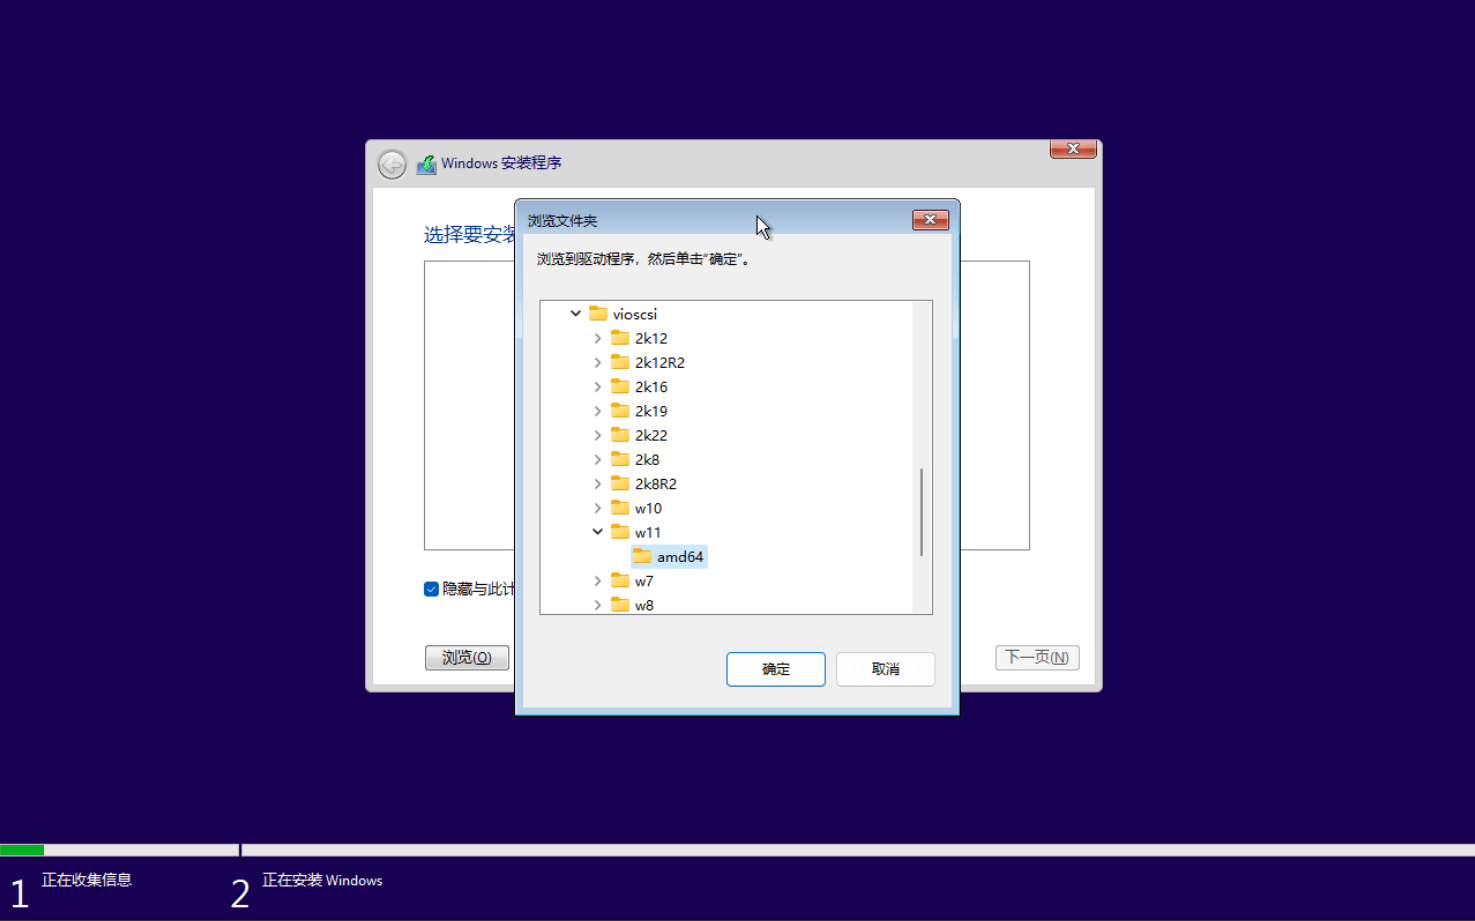 Windows 安装程序
选择要安装
浏览文件夹
浏览到驱动程序，然后单击“确定”。
vioscsi
2k12
2k12R2
2k16
2k19
2k22
2k8
2k8R2
w10
w11
amd64
w7
w8
隐藏与此计
浏览(O)
确定
取消
下一页(N)
1 正在收集信息
2 正在安装 Windows